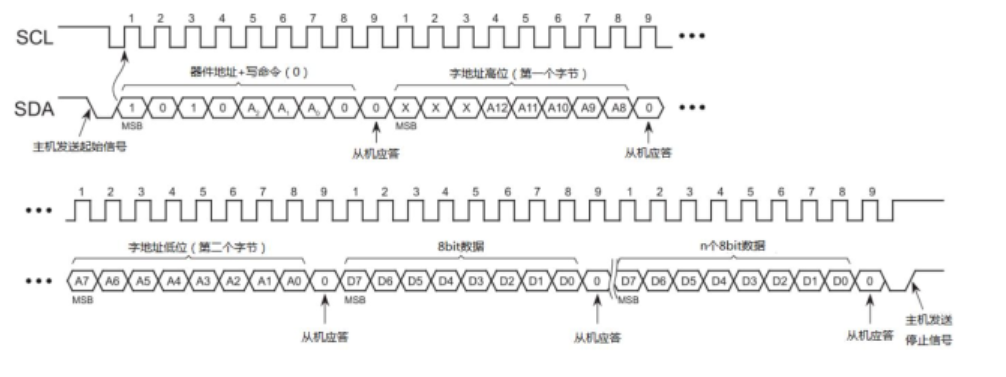 1 2 3 4 5 6 7 8 9 1 2 3 4 5 6 7 8 9
SCL
器件地址+写命令（0） 字地址高位（第一个字节）
SDA 1 0 1 0 A2 A1 A0 0 0 X X X A12 A11 A10 A9 A8 0
MSB MSB
主机发送起始信号 从机应答 从机应答
1 2 3 4 5 6 7 8 9 1 2 3 4 5 6 7 8 9 1 2 3 4 5 6 7 8 9
字地址低位（第二个字节） 8bit数据 n个8bit数据
A7 A6 A5 A4 A3 A2 A1 A0 0 D7 D6 D5 D4 D3 D2 D1 D0 0 D7 D6 D5 D4 D3 D2 D1 D0 0
MSB MSB MSB
从机应答 从机应答 从机应答 主机发送
停止信号